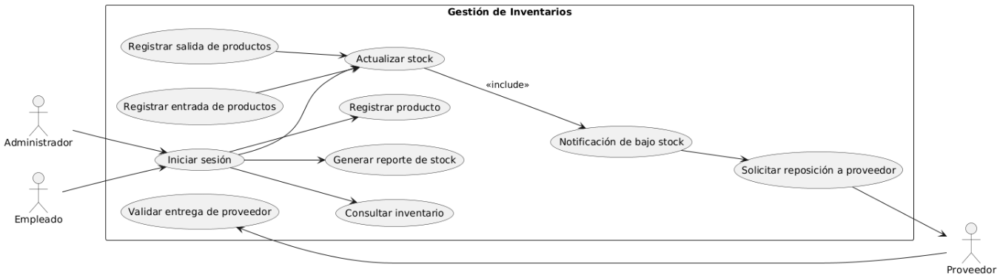 Gestión de Inventarios
Registrar salida de productos
Actualizar stock
«include»
Registrar entrada de productos
Registrar producto
Administrador
Notificación de bajo stock
Iniciar sesión
Generar reporte de stock
Solicitar reposición a proveedor
Empleado
Validar entrega de proveedor
Consultar inventario
Proveedor